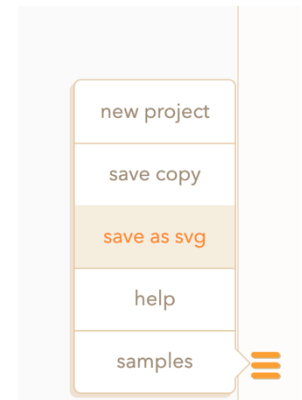 new project
save copy
save as svg
help
samples